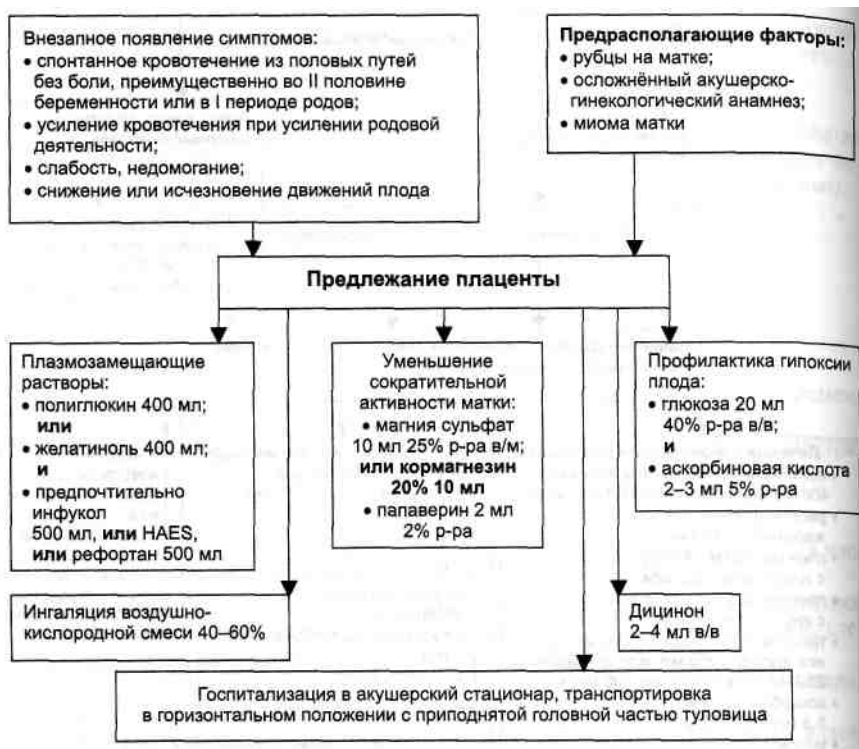 Внезапное появление симптомов:
• спонтанное кровотечение из половых путей
без боли, преимущественно во II половине
беременности или в I периоде родов;
• усиление кровотечения при усилении родовой
деятельности;
• слабость, недомогание;
• снижение или исчезновение движений плода
Предрасполагающие факторы:
• рубцы на матке;
• осложнённый акушерско-
гинекологический анамнез;
• миома матки
Предлежание плаценты
Плазмозамещающие
растворы:
• полиглюкин 400 мл;
или
• желатиноль 400 мл;
и
• предпочтительно
инфукол
500 мл, или HAES,
или рефортан 500 мл
Уменьшение
сократительной
активности матки:
• магния сульфат
10 мл 25% р-ра в/м;
или кормагнезин
20% 10 мл
• папаверин 2 мл
2% р-ра
Профилактика гипоксии
плода:
• глюкоза 20 мл
40% р-ра в/в;
и
• аскорбиновая кислота
2–3 мл 5% р-ра
Ингаляция воздушно-
кислородной смеси 40–60%
Дицинон
2–4 мл в/в
Госпитализация в акушерский стационар, транспортировка
в горизонтальном положении с приподнятой головной частью туловища